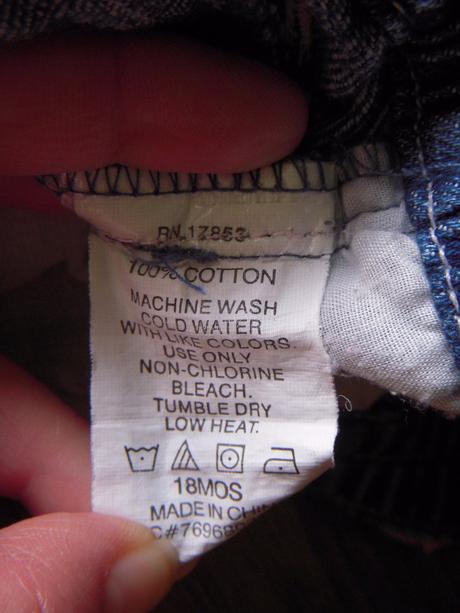 RN 17853
100% COTTON
MACHINE WASH
COLD WATER
WITH LIKE COLORS.
USE ONLY
NON-CHLORINE
BLEACH.
TUMBLE DRY
LOW HEAT.
18MOS
MADE IN